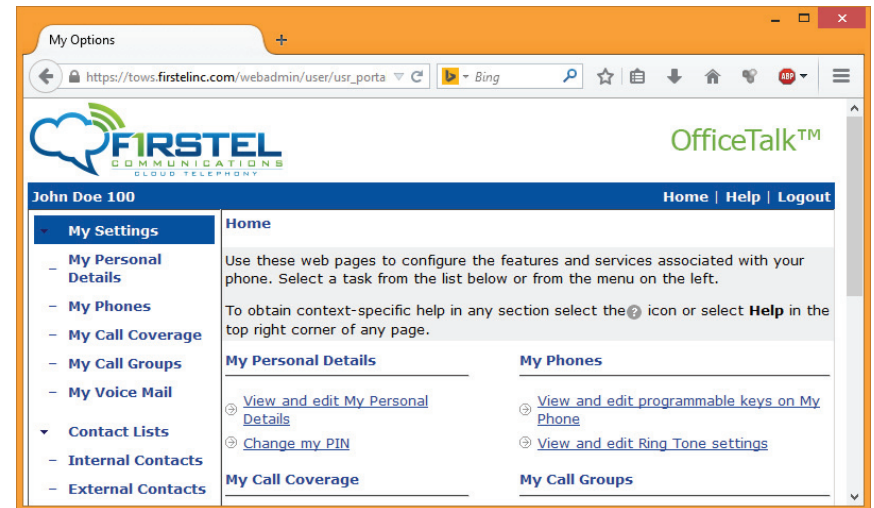 My Options
https://tows.firstelinc.com/webadmin/user/usr_porta
Bing
ABP
F1RSTEL
COMMUNICATIONS
CLOUD TELEPHONY
OfficeTalk™
John Doe 100
Home | Help | Logout
My Settings
– My Personal
Details
– My Phones
– My Call Coverage
– My Call Groups
– My Voice Mail
Contact Lists
– Internal Contacts
– External Contacts
Home
Use these web pages to configure the features and services associated with your
phone. Select a task from the list below or from the menu on the left.
To obtain context-specific help in any section select the ? icon or select Help in the
top right corner of any page.
My Personal Details
View and edit My Personal
Details
Change my PIN
My Phones
View and edit programmable keys on My
Phone
View and edit Ring Tone settings
My Call Coverage
My Call Groups